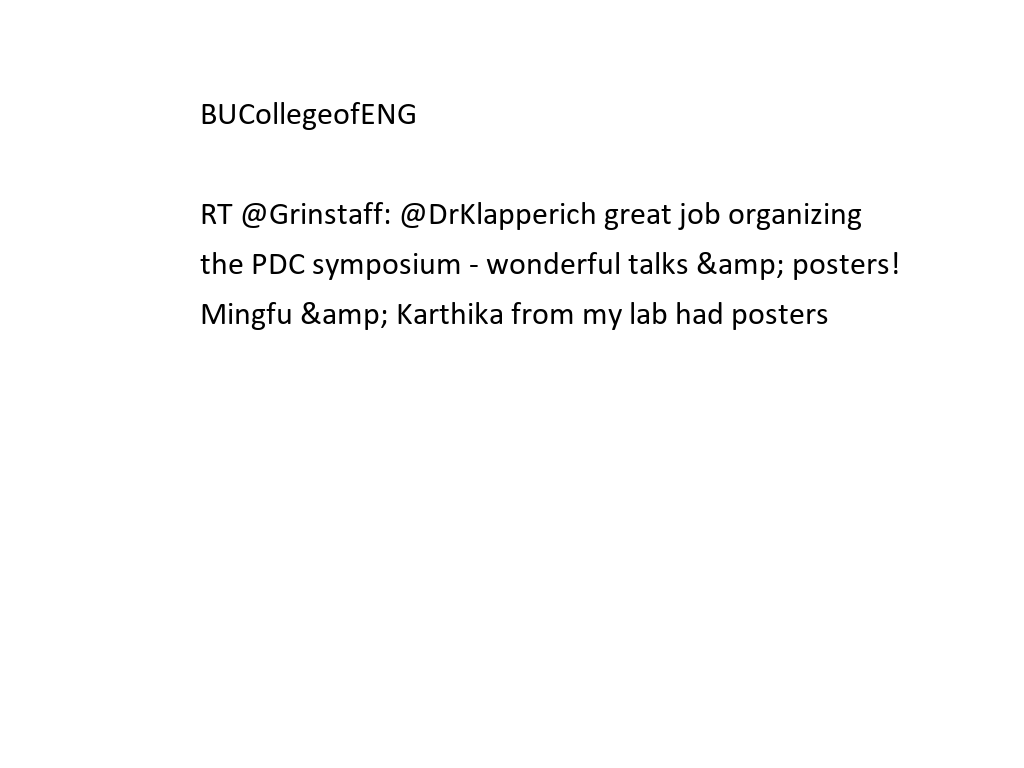 BUCollegeofENG
RT @Grinstaff: @DrKlapperich great job organizing
the PDC symposium - wonderful talks &amp; posters!
Mingfu &amp; Karthika from my lab had posters